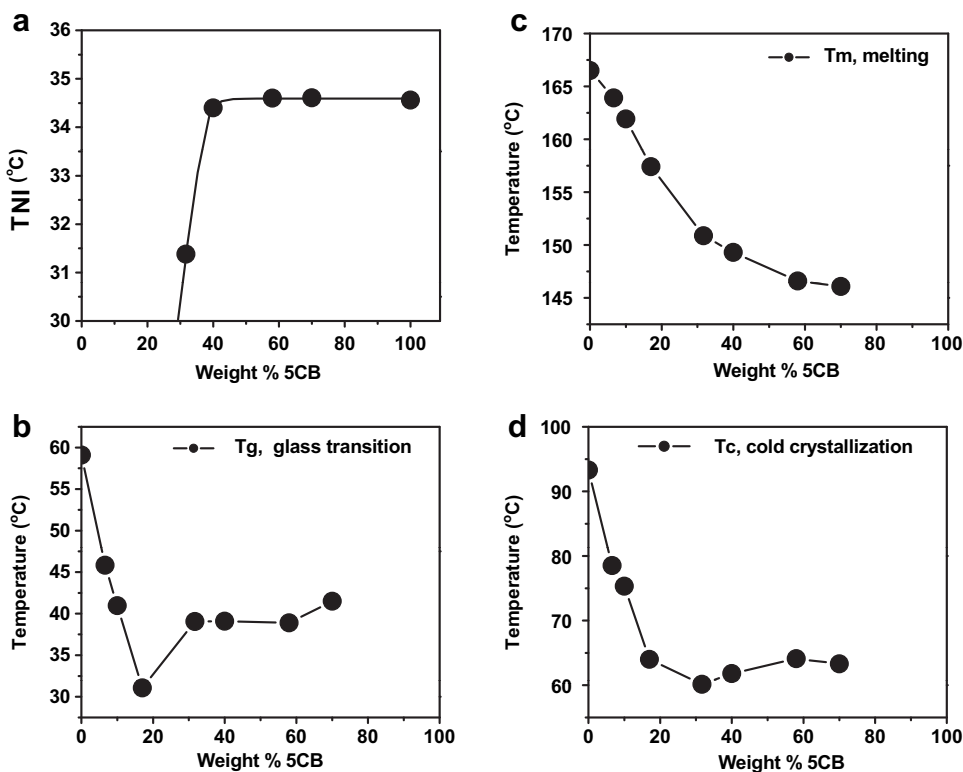 a
36
35
34
33
32
31
30
TNI (°C)
0 20 40 60 80 100
Weight % 5CB
c
170
165
160
155
150
145
Temperature (°C)
Tm, melting
0 20 40 60 80 100
Weight % 5CB
b
60
55
50
45
40
35
30
Temperature (°C)
Tg, glass transition
0 20 40 60 80 100
Weight % 5CB
d
100
90
80
70
60
Temperature (°C)
Tc, cold crystallization
0 20 40 60 80 100
Weight % 5CB